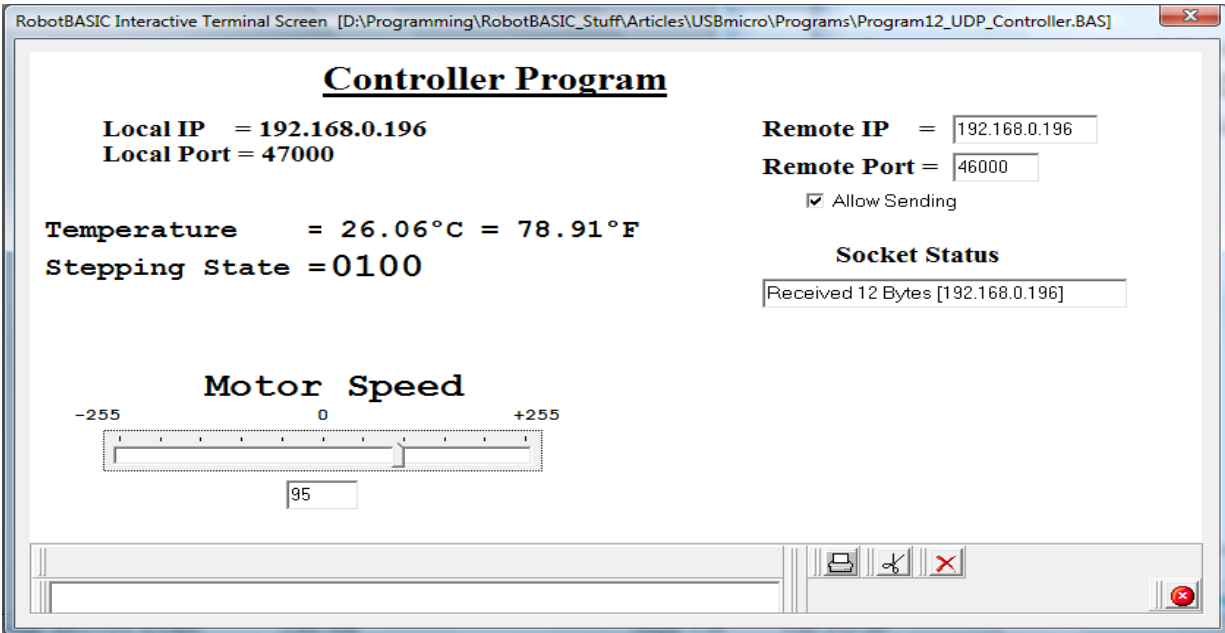 RobotBASIC Interactive Terminal Screen [D:\Programming\RobotBASIC_Stuff\Articles\USBmicro\Programs\Program12_UDP_Controller.BAS]
Controller Program
Local IP = 192.168.0.196
Local Port = 47000
Remote IP = 192.168.0.196
Remote Port = 46000
Allow Sending
Temperature = 26.06°C = 78.91°F
Stepping State =0100
Socket Status
Received 12 Bytes [192.168.0.196]
Motor Speed
-255 0 +255
95